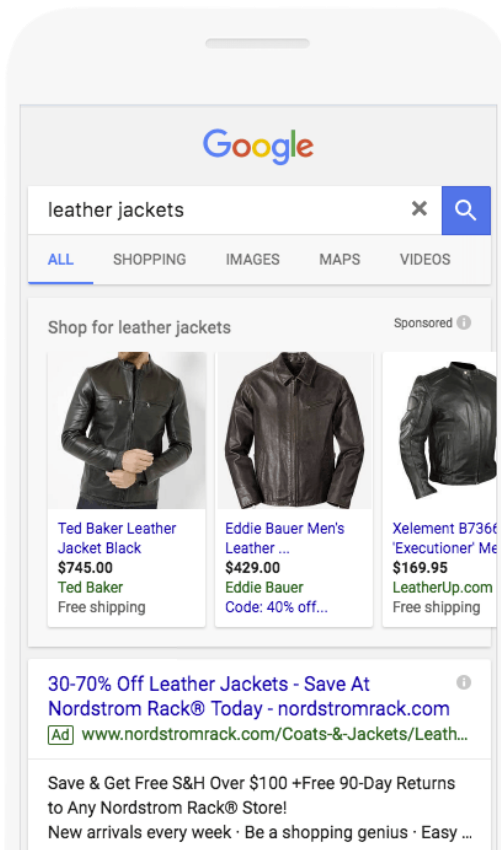 Google
leather jackets
ALL SHOPPING IMAGES MAPS VIDEOS
Shop for leather jackets
Sponsored
Ted Baker Leather
Jacket Black
$745.00
Ted Baker
Free shipping
Eddie Bauer Men's
Leather ...
$429.00
Eddie Bauer
Code: 40% off...
Xelement B7366
'Executioner' Me
$169.95
LeatherUp.com
Free shipping
30-70% Off Leather Jackets - Save At
Nordstrom Rack® Today - nordstromrack.com
Ad www.nordstromrack.com/Coats-&-Jackets/Leath...
Save & Get Free S&H Over $100 +Free 90-Day Returns
to Any Nordstrom Rack® Store!
New arrivals every week · Be a shopping genius · Easy ...